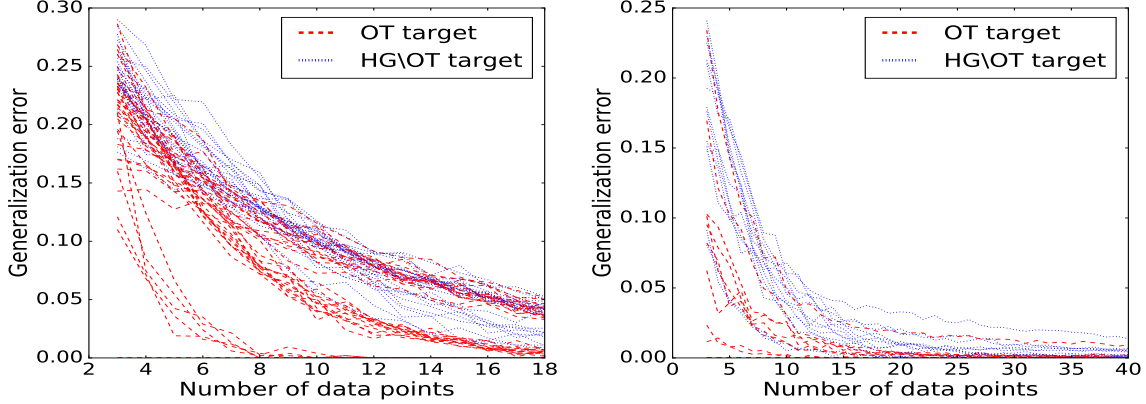 0.30
0.25
0.20
0.15
0.10
0.05
0.00
2 4 6 8 10 12 14 16 18
Generalization error
Number of data points
OT target
HG\OT target
0.25
0.20
0.15
0.10
0.05
0.00
0 5 10 15 20 25 30 35 40
Generalization error
Number of data points
OT target
HG\OT target